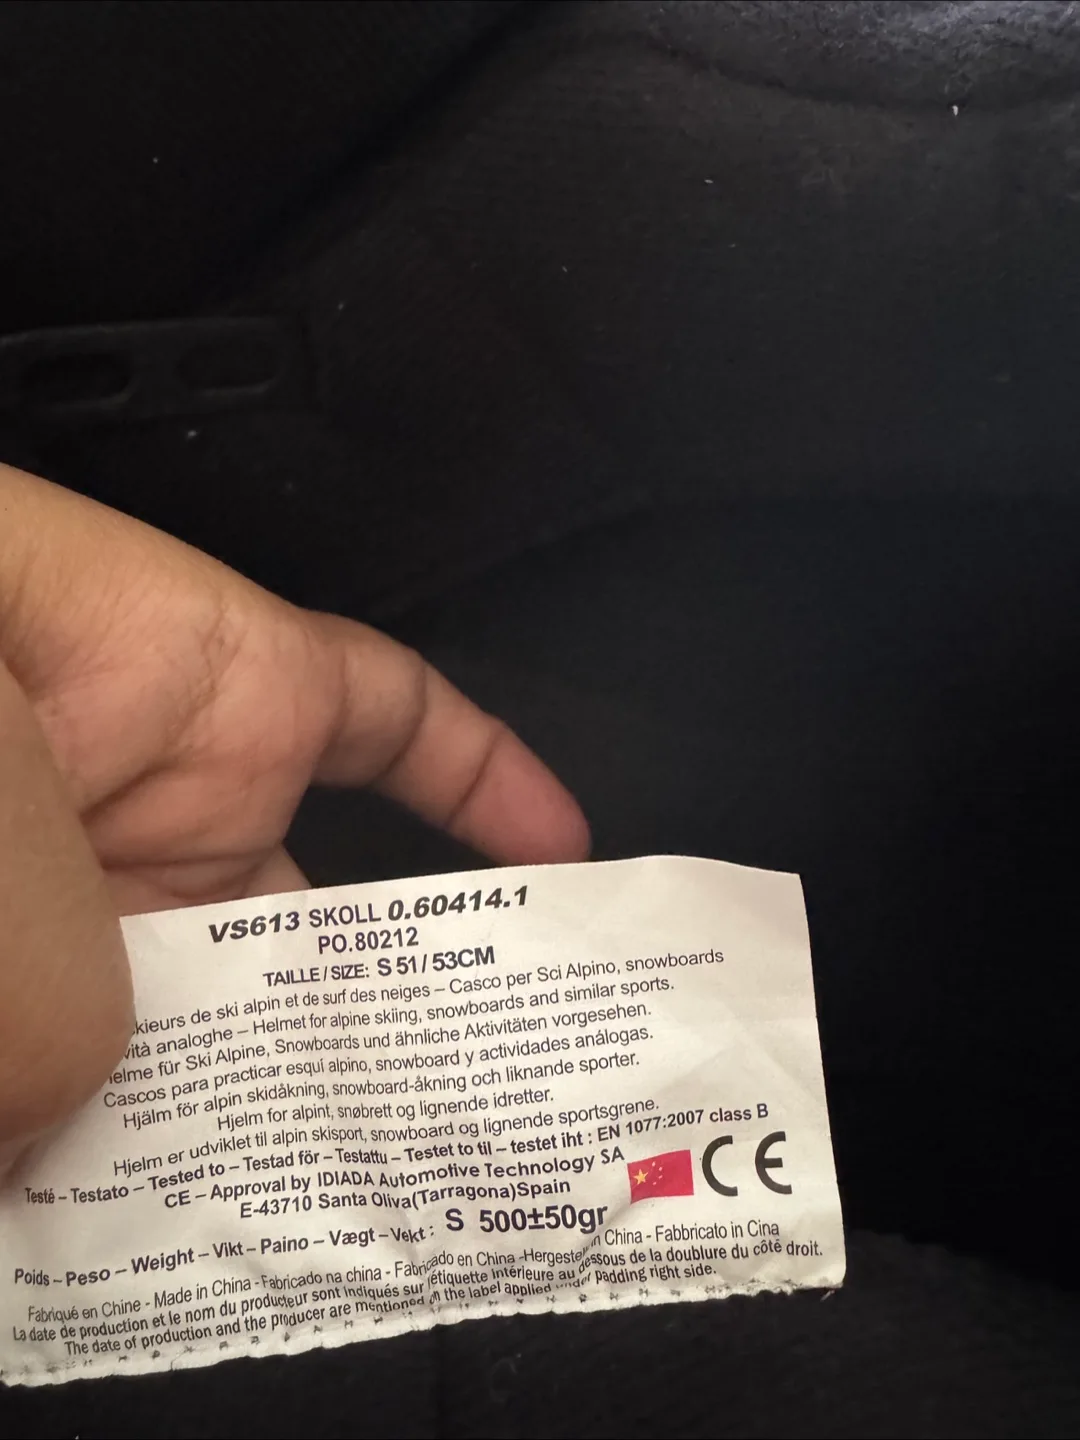 VS613 SKOLL 0.60414.1
PO.80212
TAILLE / SIZE: S 51 / 53CM
kieurs de ski alpin et de surf des neiges – Casco per Sci Alpino, snowboards
vità analoghe – Helmet for alpine skiing, snowboards and similar sports.
elme für Ski Alpine, Snowboards und ähnliche Aktivitäten vorgesehen.
Cascos para practicar esquí alpino, snowboard y actividades análogas.
Hjälm för alpin skidåkning, snowboard-åkning och liknande sporter.
Hjelm for alpint, snøbrett og lignende idretter.
Hjelm er udviklet til alpin skisport, snowboard og lignende sportsgrene.
Testé – Testato – Tested to – Testad för – Testattu – Testet to til – testet iht : EN 1077:2007 class B
CE – Approval by IDIADA Automotive Technology SA
E-43710 Santa Oliva(Tarragona)Spain
CE
Poids – Peso – Weight – Vikt – Paino – Vægt – Vekt : S 500±50gr
Fabriqué en Chine - Made in China - Fabricado na china - Fabricado en China -Hergestellt in China - Fabbricato in Cina
La date de production et le nom du producteur sont indiqués sur l'étiquette intérieure au dessous de la doublure du côté droit.
The date of production and the producer are mentioned on the label applied under padding right side.